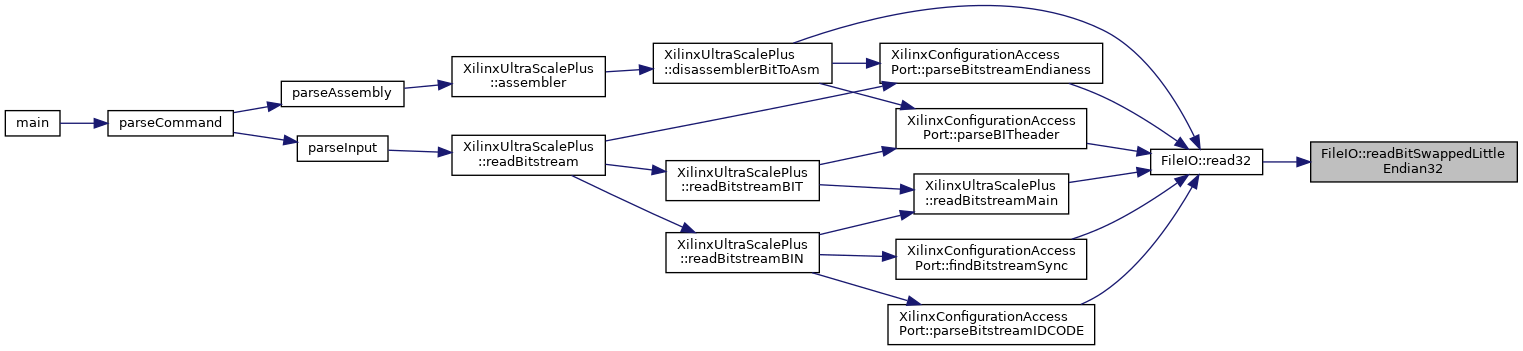 main
parseCommand
parseAssembly
parseInput
XilinxUltraScalePlus
::assembler
XilinxUltraScalePlus
::readBitstream
XilinxUltraScalePlus
::disassemblerBitToAsm
XilinxUltraScalePlus
::readBitstreamBIT
XilinxUltraScalePlus
::readBitstreamBIN
XilinxConfigurationAccess
Port::parseBitstreamEndianess
XilinxConfigurationAccess
Port::parseBITheader
XilinxUltraScalePlus
::readBitstreamMain
XilinxConfigurationAccess
Port::findBitstreamSync
XilinxConfigurationAccess
Port::parseBitstreamIDCODE
FileIO::read32
FileIO::readBitSwappedLittle
Endian32